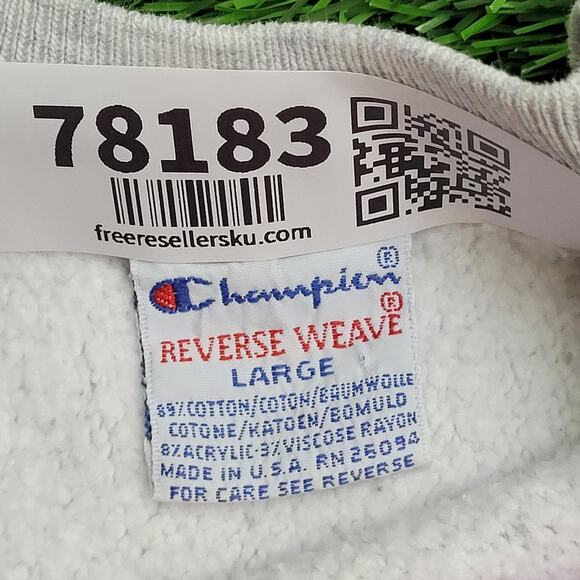 78183
freeresellersku.com
Champion®
REVERSE WEAVE®
LARGE
89% COTTON/COTON/BAUMWOLLE
COTONE/KATOEN/BOMULD
8% ACRYLIC-3% VISCOSE RAYON
MADE IN U.S.A. RN 26094
FOR CARE SEE REVERSE